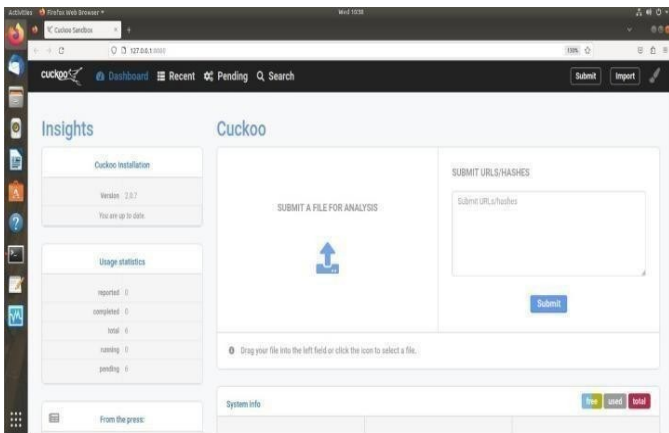 Activities Firefox Web Browser Wed 10:38
Cuckoo Sandbox
127.0.0.1:8000 133%
cuckoo Dashboard Recent Pending Search Submit Import
Insights
Cuckoo Installation
Version 2.0.7
You are up to date.
Usage statistics
reported 0
completed 0
total 6
running 0
pending 6
From the press:
Cuckoo
SUBMIT A FILE FOR ANALYSIS
SUBMIT URLS/HASHES
Submit URLs/hashes
Submit
Drag your file into the left field or click the icon to select a file.
System info
free used total